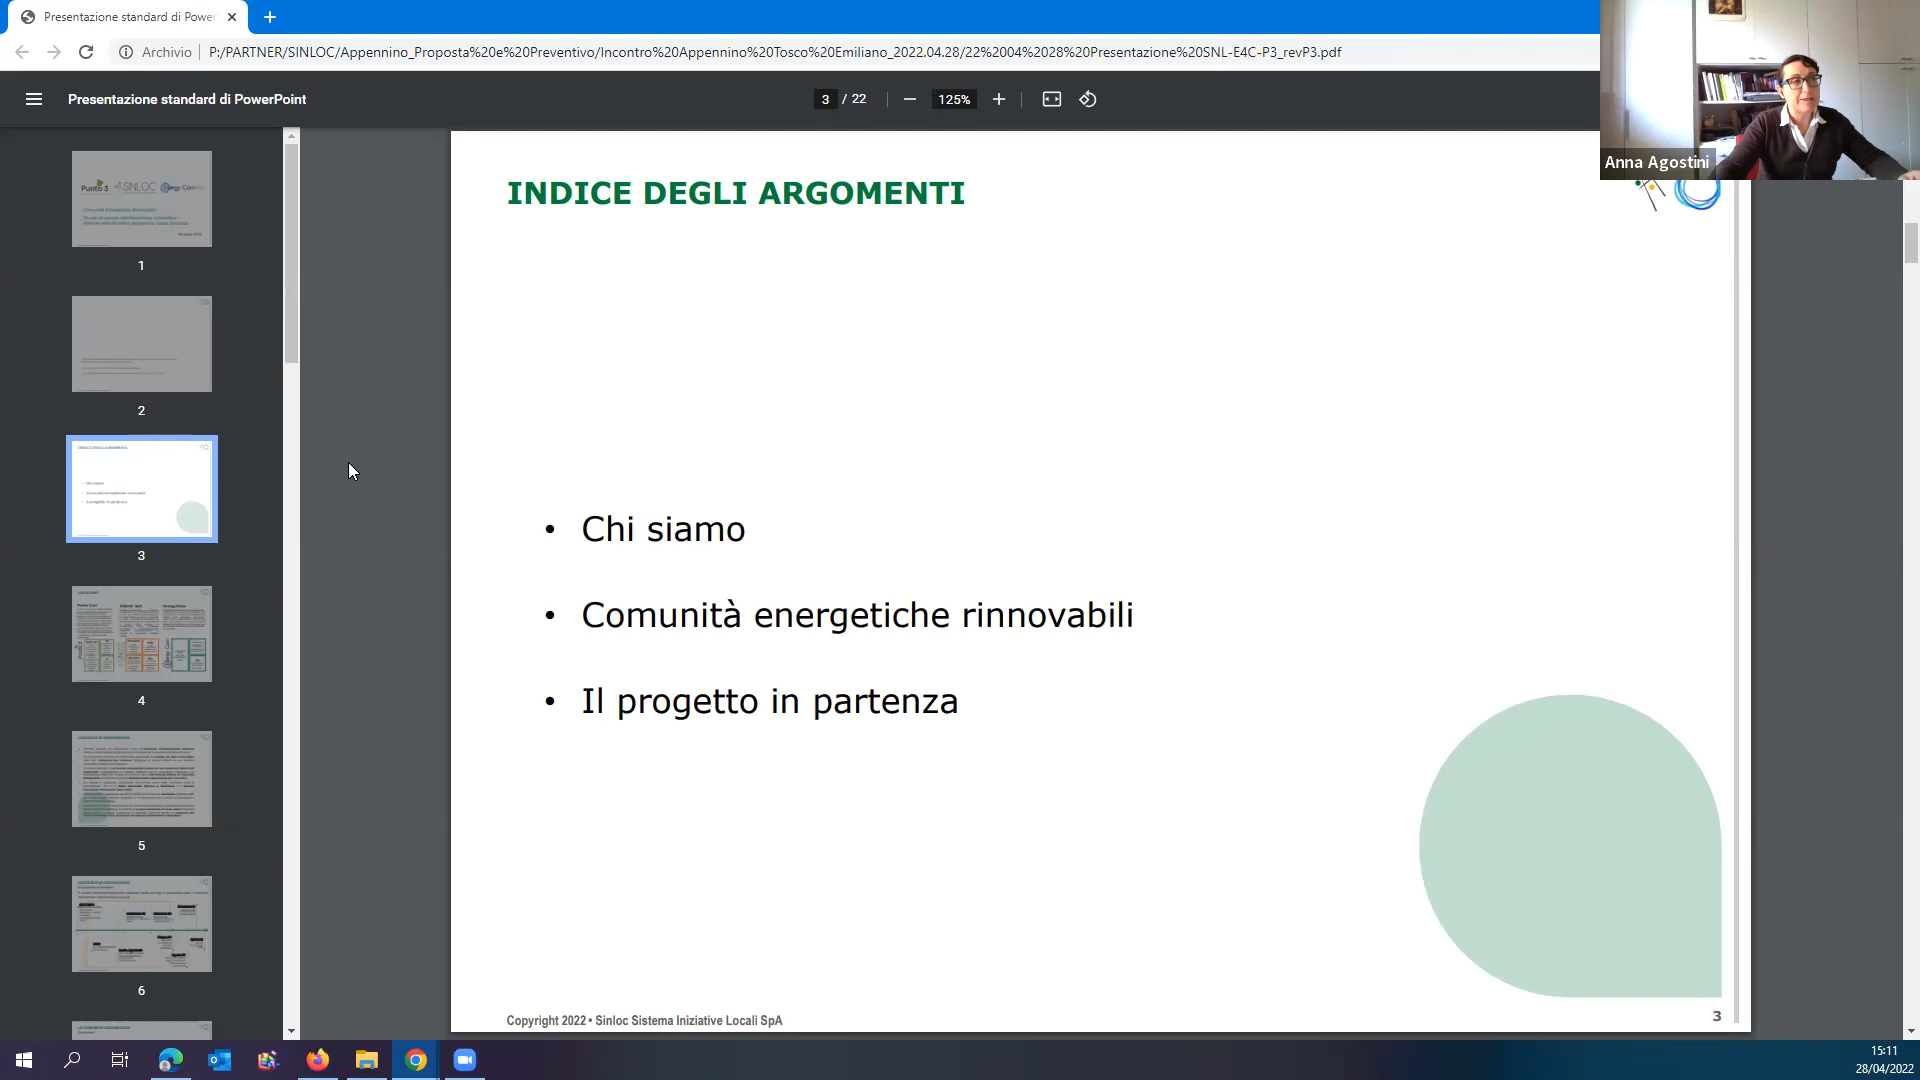 Presentazione standard di Power
Archivio
P:/PARTNER/SINLOC/Appennino_Proposta%20e%20Preventivo/Incontro%20Appennino%20Tosco%20Emiliano_2022.04.28/22%2004%2028%20Presentazione%20SNL-E4C-P3_revP3.pdf
Presentazione standard di PowerPoint
3 / 22
125%
Anna Agostini
Punto 3
SINLOC
1
2
3
4
5
6
INDICE DEGLI ARGOMENTI
• Chi siamo
• Comunità energetiche rinnovabili
• Il progetto in partenza
Copyright 2022 • Sinloc Sistema Iniziative Locali SpA
3
15:11
28/04/2022